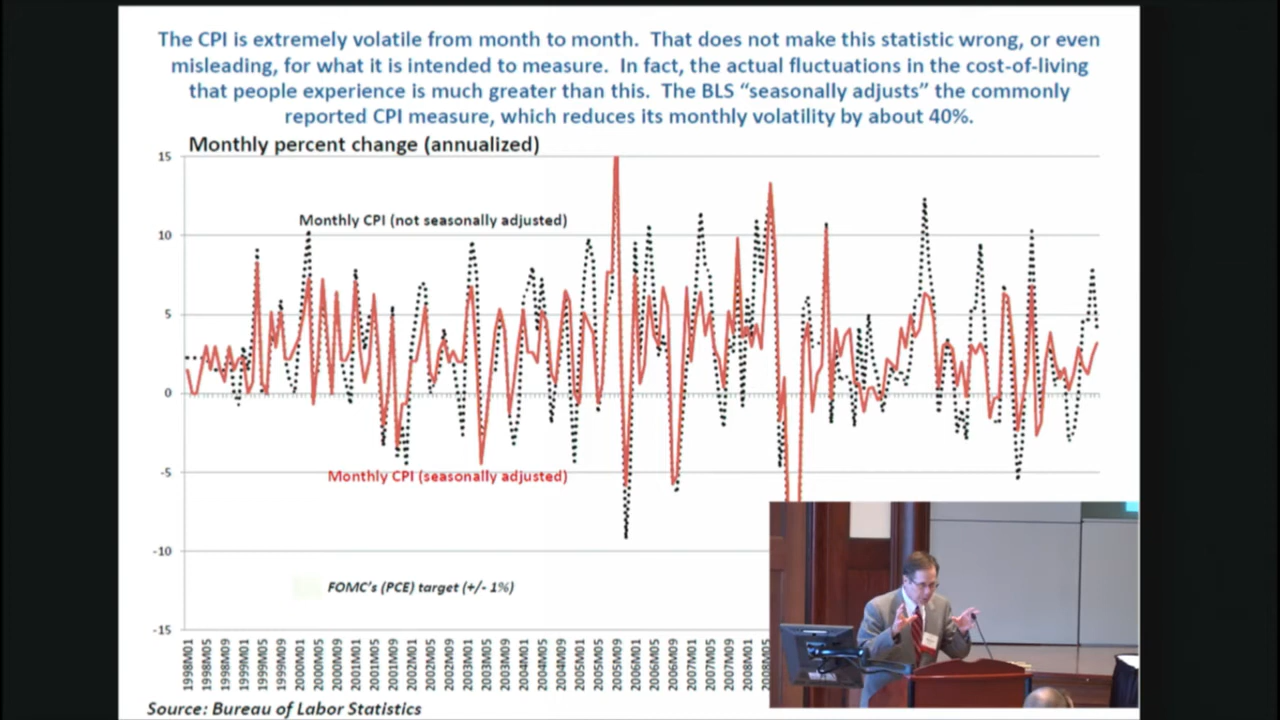 The CPI is extremely volatile from month to month. That does not make this statistic wrong, or even
misleading, for what it is intended to measure. In fact, the actual fluctuations in the cost-of-living
that people experience is much greater than this. The BLS “seasonally adjusts” the commonly
reported CPI measure, which reduces its monthly volatility by about 40%.
Monthly percent change (annualized)
15
Monthly CPI (not seasonally adjusted)
10
5
0
-5
Monthly CPI (seasonally adjusted)
-10
FOMC's (PCE) target (+/- 1%)
-15
1998M01
1998M05
1998M09
1999M01
1999M05
1999M09
2000M01
2000M05
2000M09
2001M01
2001M05
2001M09
2002M01
2002M05
2002M09
2003M01
2003M05
2003M09
2004M01
2004M05
2004M09
2005M01
2005M05
2005M09
2006M01
2006M05
2006M09
2007M01
2007M05
2007M09
2008M01
2008M05
Source: Bureau of Labor Statistics